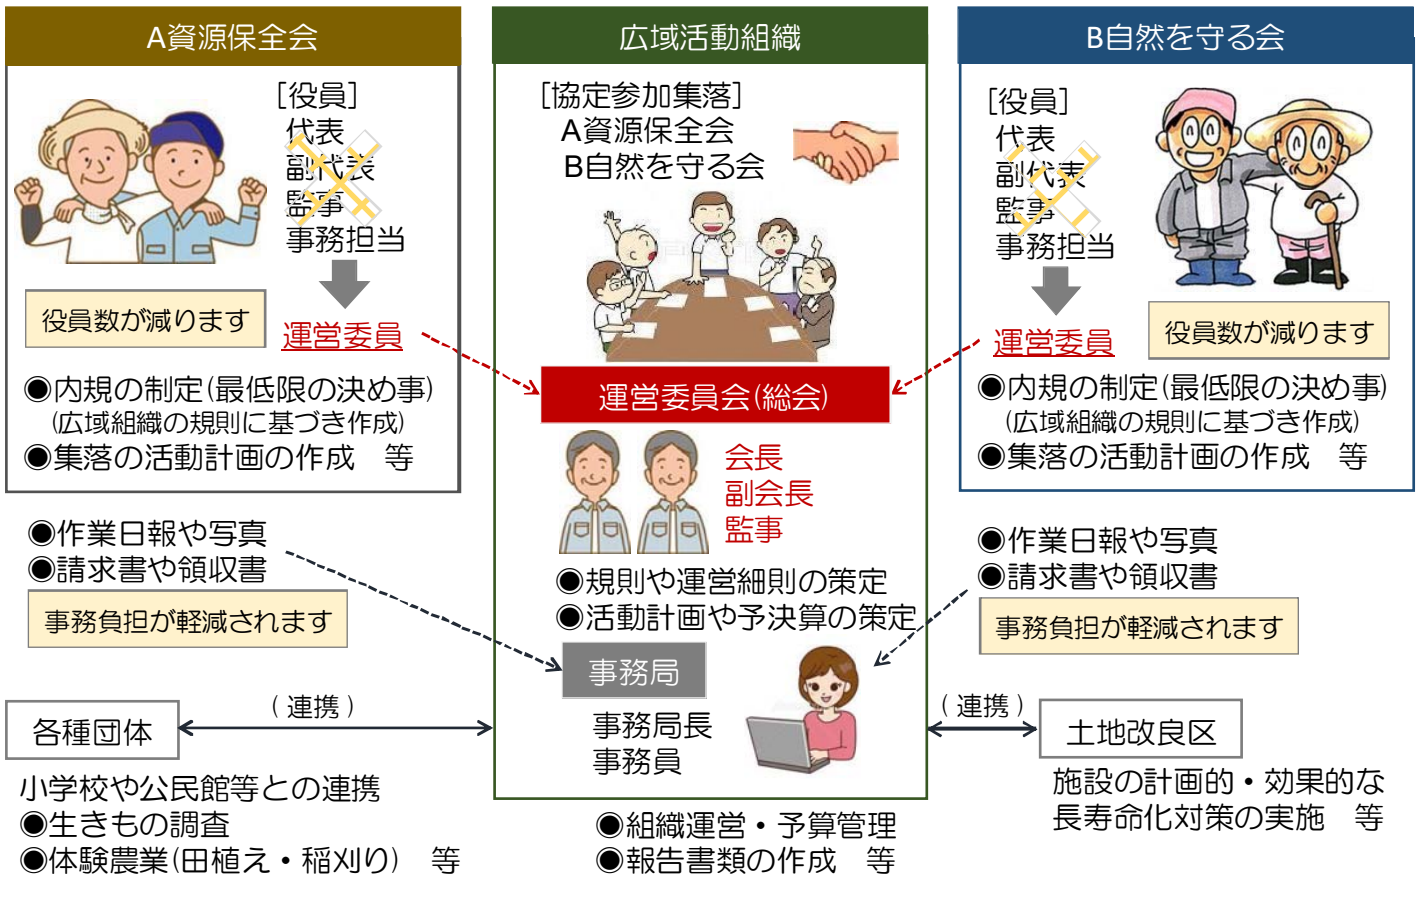 A資源保全会
[役員]
代表
副代表
監事
事務担当
役員数が減ります
運営委員
◉内規の制定(最低限の決め事)
(広域組織の規則に基づき作成)
◉集落の活動計画の作成　等
◉作業日報や写真
◉請求書や領収書
事務負担が軽減されます
広域活動組織
[協定参加集落]
A資源保全会
B自然を守る会
運営委員会(総会)
会長
副会長
監事
◉規則や運営細則の策定
◉活動計画や予決算の策定
事務局
事務局長
事務員
◉組織運営・予算管理
◉報告書類の作成　等
B自然を守る会
[役員]
代表
副代表
監事
事務担当
役員数が減ります
運営委員
◉内規の制定(最低限の決め事)
(広域組織の規則に基づき作成)
◉集落の活動計画の作成　等
◉作業日報や写真
◉請求書や領収書
事務負担が軽減されます
(連携)
各種団体
小学校や公民館等との連携
◉生きもの調査
◉体験農業(田植え・稲刈り)　等
(連携)
土地改良区
施設の計画的・効果的な
長寿命化対策の実施　等